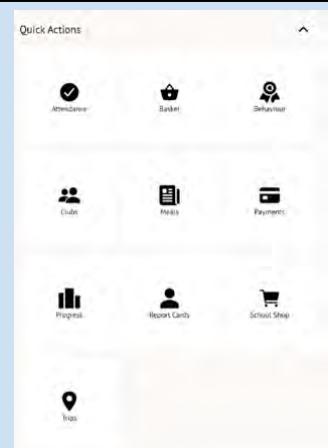 Quick Actions
Attendance
Basket
Behaviour
Clubs
Meals
Payments
Progress
Report Cards
School Shop
Trips